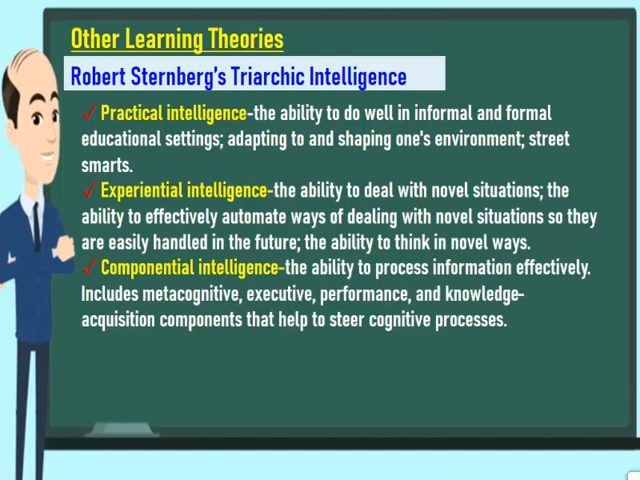 Other Learning Theories
Robert Sternberg's Triarchic Intelligence
✓ Practical intelligence-the ability to do well in informal and formal
educational settings; adapting to and shaping one's environment; street
smarts.
✓ Experiential intelligence-the ability to deal with novel situations; the
ability to effectively automate ways of dealing with novel situations so they
are easily handled in the future; the ability to think in novel ways.
✓ Componential intelligence-the ability to process information effectively.
Includes metacognitive, executive, performance, and knowledge-
acquisition components that help to steer cognitive processes.